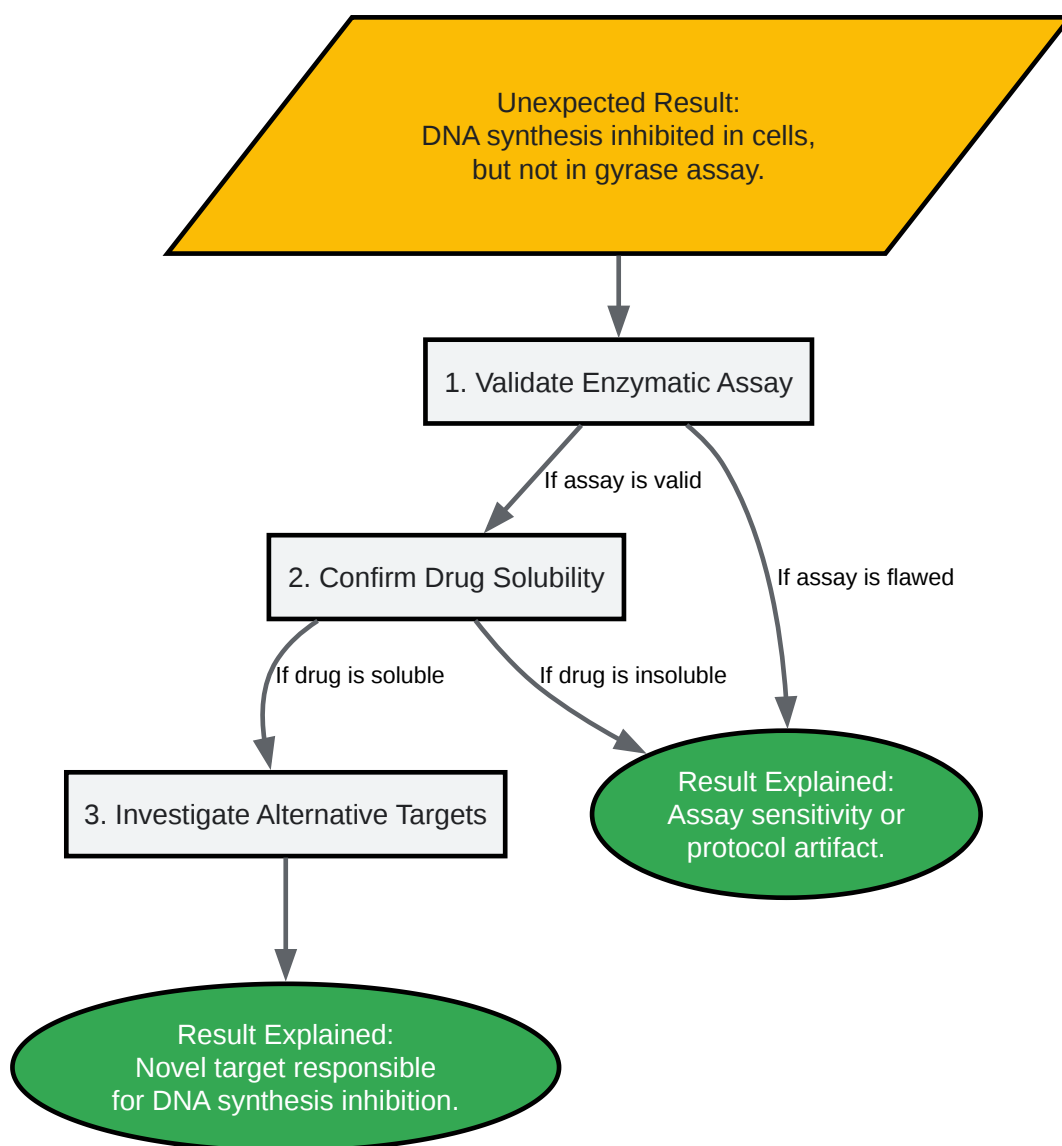 Unexpected Result:
DNA synthesis inhibited in cells,
but not in gyrase assay.
1. Validate Enzymatic Assay
If assay is valid
2. Confirm Drug Solubility
If assay is flawed
If drug is soluble
If drug is insoluble
Result Explained:
Assay sensitivity or
protocol artifact.
3. Investigate Alternative Targets
Result Explained:
Novel target responsible
for DNA synthesis inhibition.